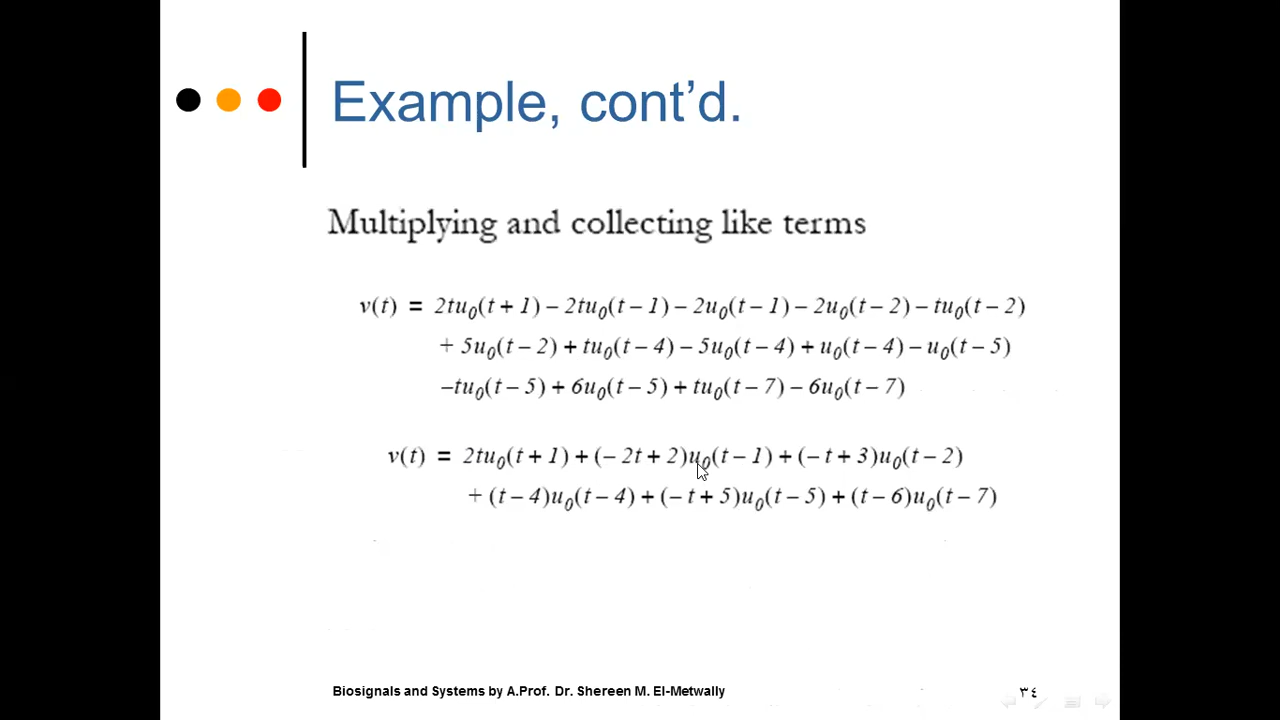 Example, cont’d.
Multiplying and collecting like terms
v(t) = 2tu₀(t + 1) – 2tu₀(t – 1) – 2u₀(t – 1) – 2u₀(t – 2) – tu₀(t – 2)
+ 5u₀(t – 2) + tu₀(t – 4) – 5u₀(t – 4) + u₀(t – 4) – u₀(t – 5)
–tu₀(t – 5) + 6u₀(t – 5) + tu₀(t – 7) – 6u₀(t – 7)
v(t) = 2tu₀(t + 1) + (– 2t + 2)u₀(t – 1) + (– t + 3)u₀(t – 2)
+ (t – 4)u₀(t – 4) + (– t + 5)u₀(t – 5) + (t – 6)u₀(t – 7)
Biosignals and Systems by A.Prof. Dr. Shereen M. El-Metwally
٣٤